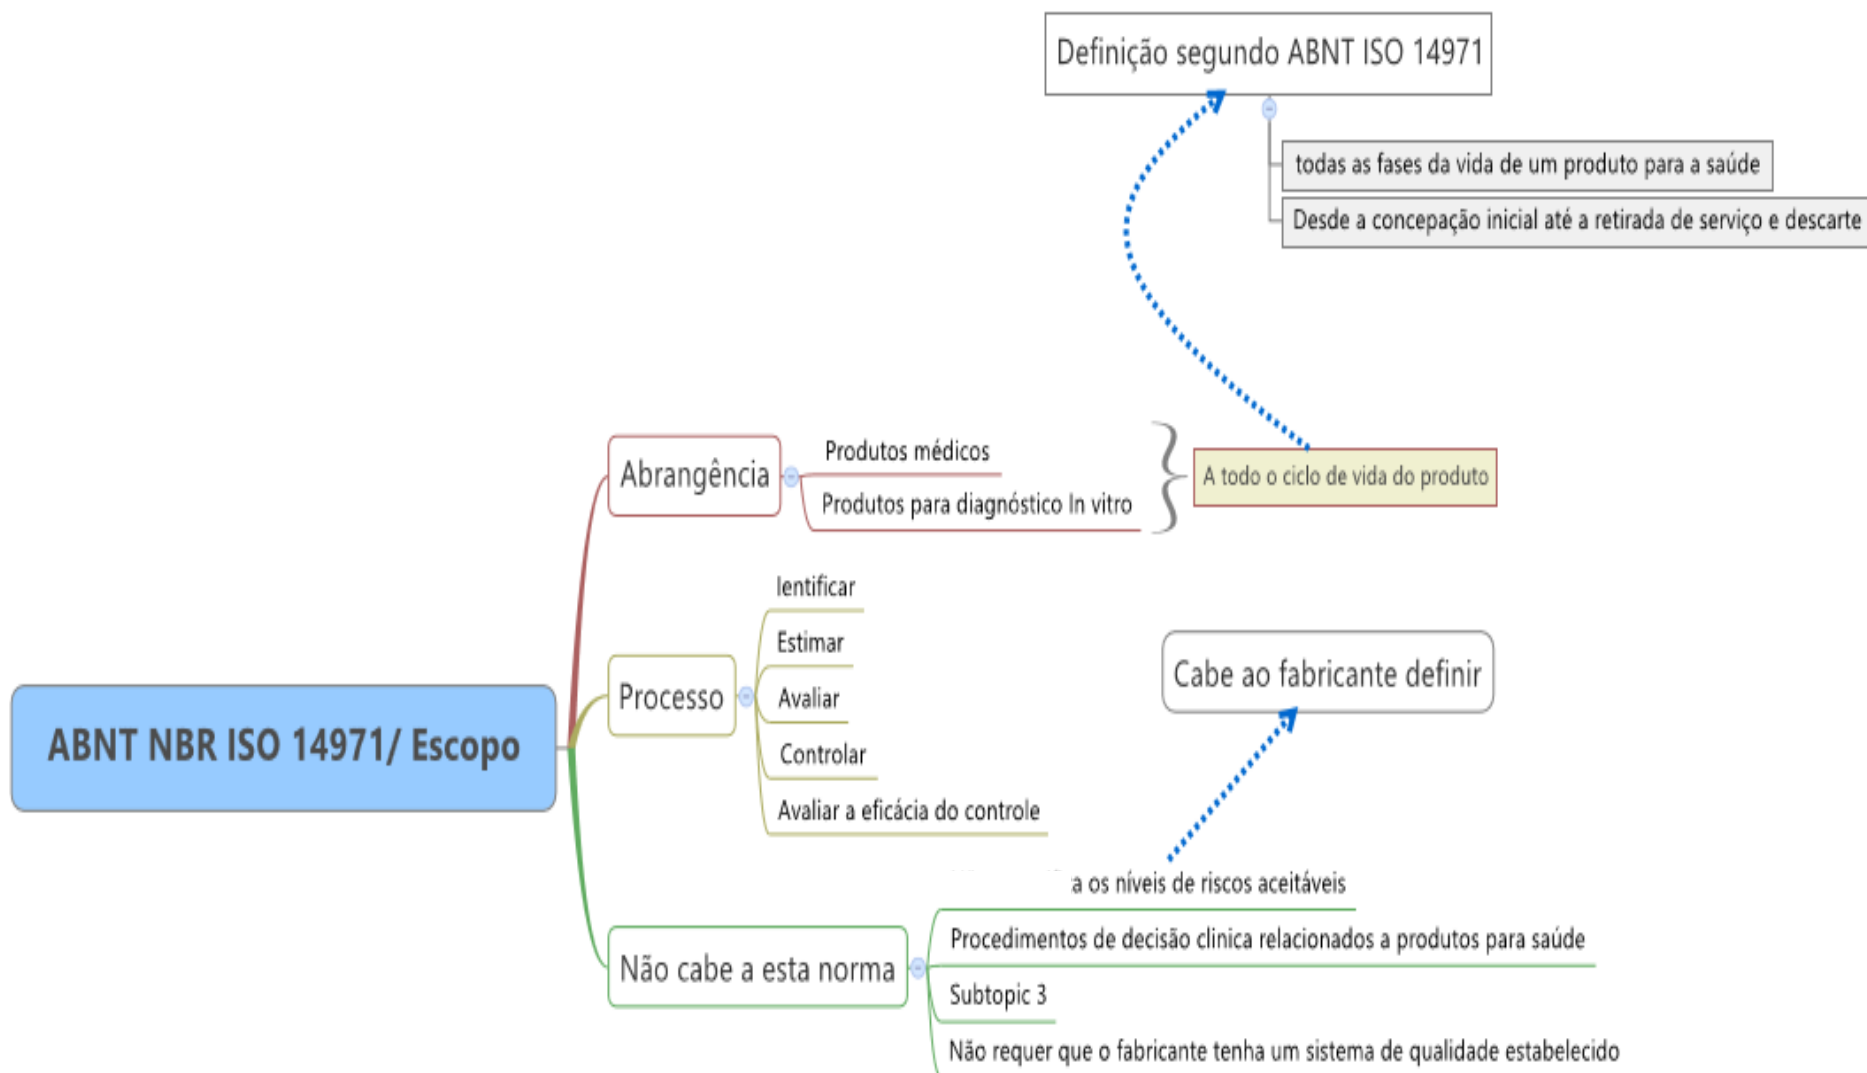 Definição segundo ABNT ISO 14971
todas as fases da vida de um produto para a saúde
Desde a concepação inicial até a retirada de serviço e descarte
Abrangência
Produtos médicos
Produtos para diagnóstico In vitro
A todo o ciclo de vida do produto
Ientificar
Estimar
Processo
Avaliar
Controlar
Avaliar a eficácia do controle
Cabe ao fabricante definir
ABNT NBR ISO 14971/ Escopo
os níveis de riscos aceitáveis
Procedimentos de decisão clinica relacionados a produtos para saúde
Não cabe a esta norma
Subtopic 3
Não requer que o fabricante tenha um sistema de qualidade estabelecido